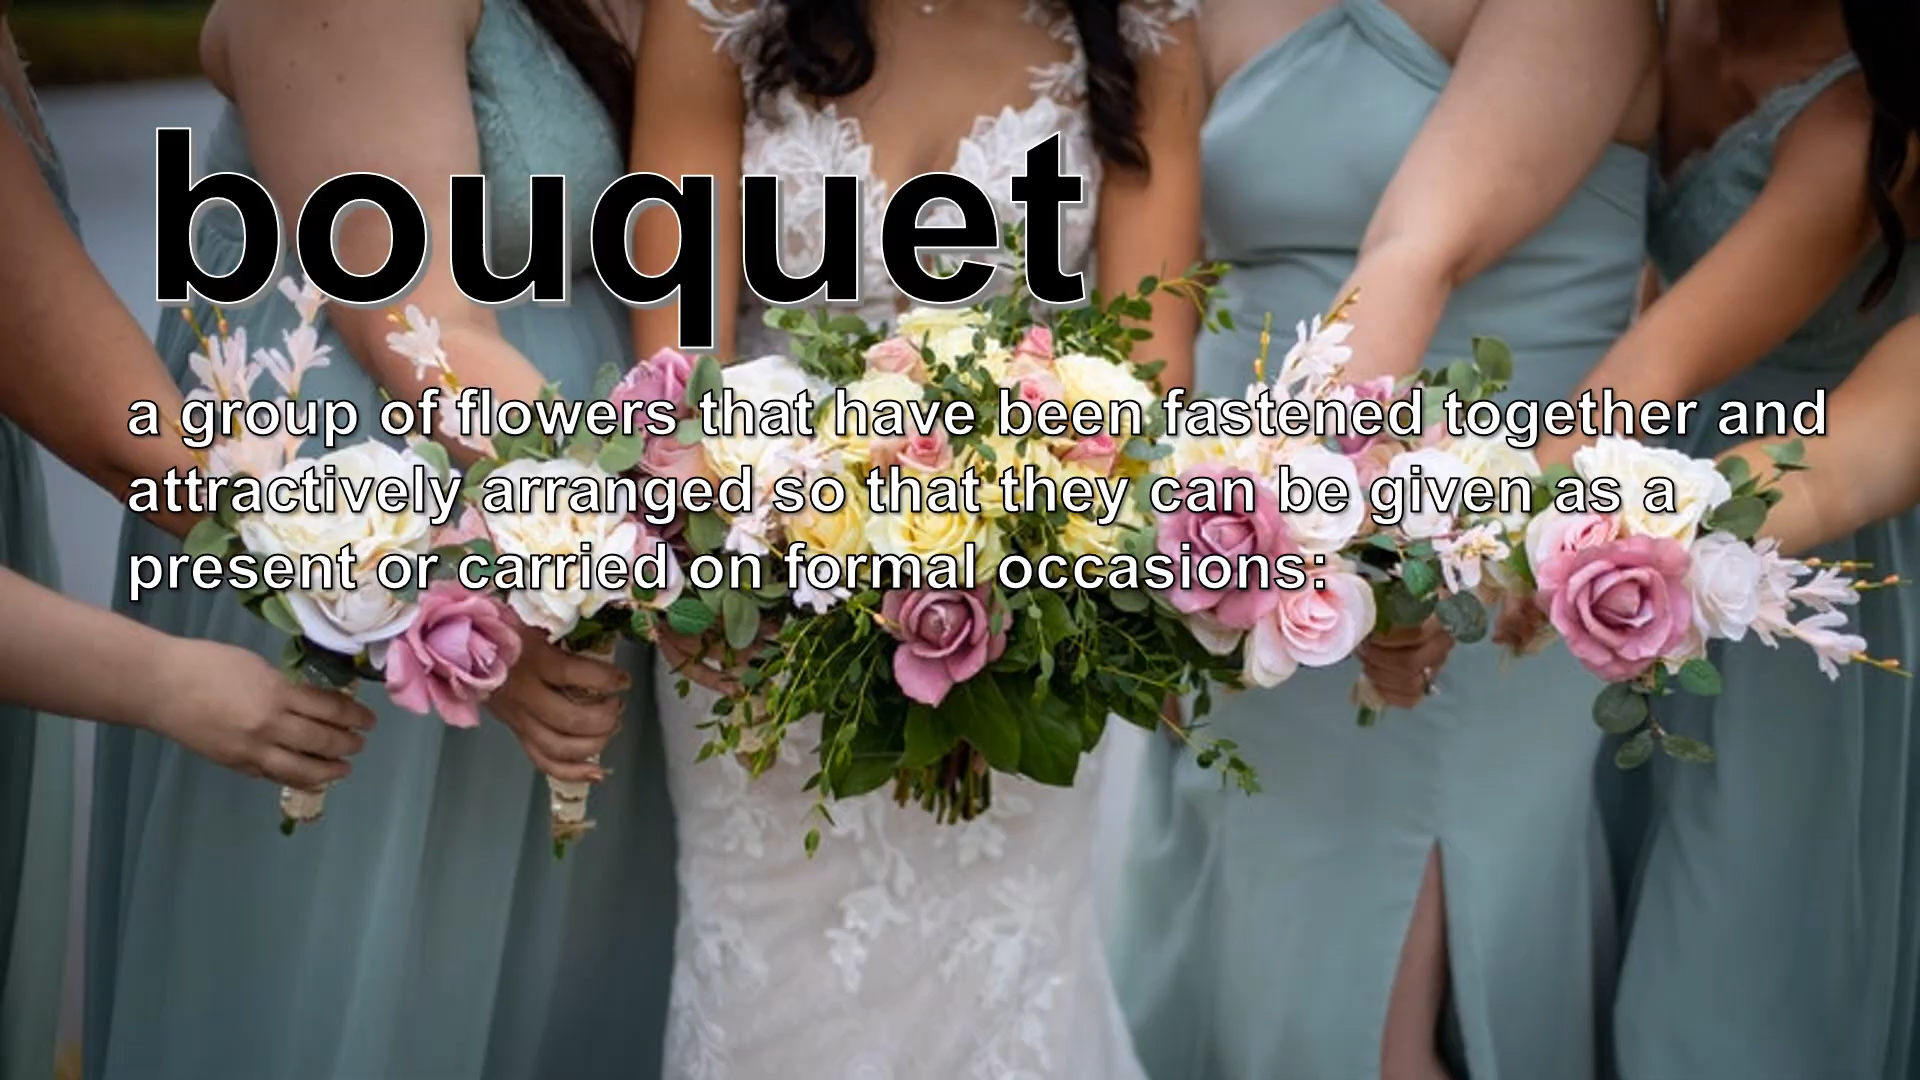 bouquet
a group of flowers that have been fastened together and
attractively arranged so that they can be given as a
present or carried on formal occasions: